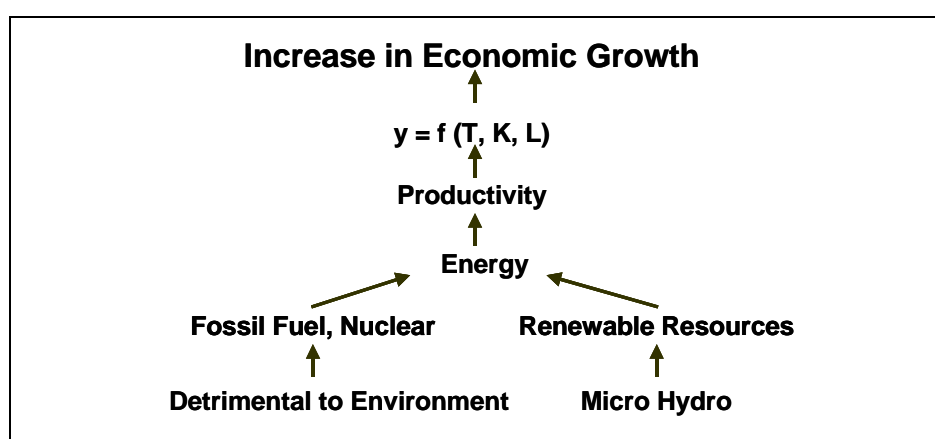 Increase in Economic Growth
y = f (T, K, L)
Productivity
Energy
Fossil Fuel, Nuclear Renewable Resources
Detrimental to Environment Micro Hydro